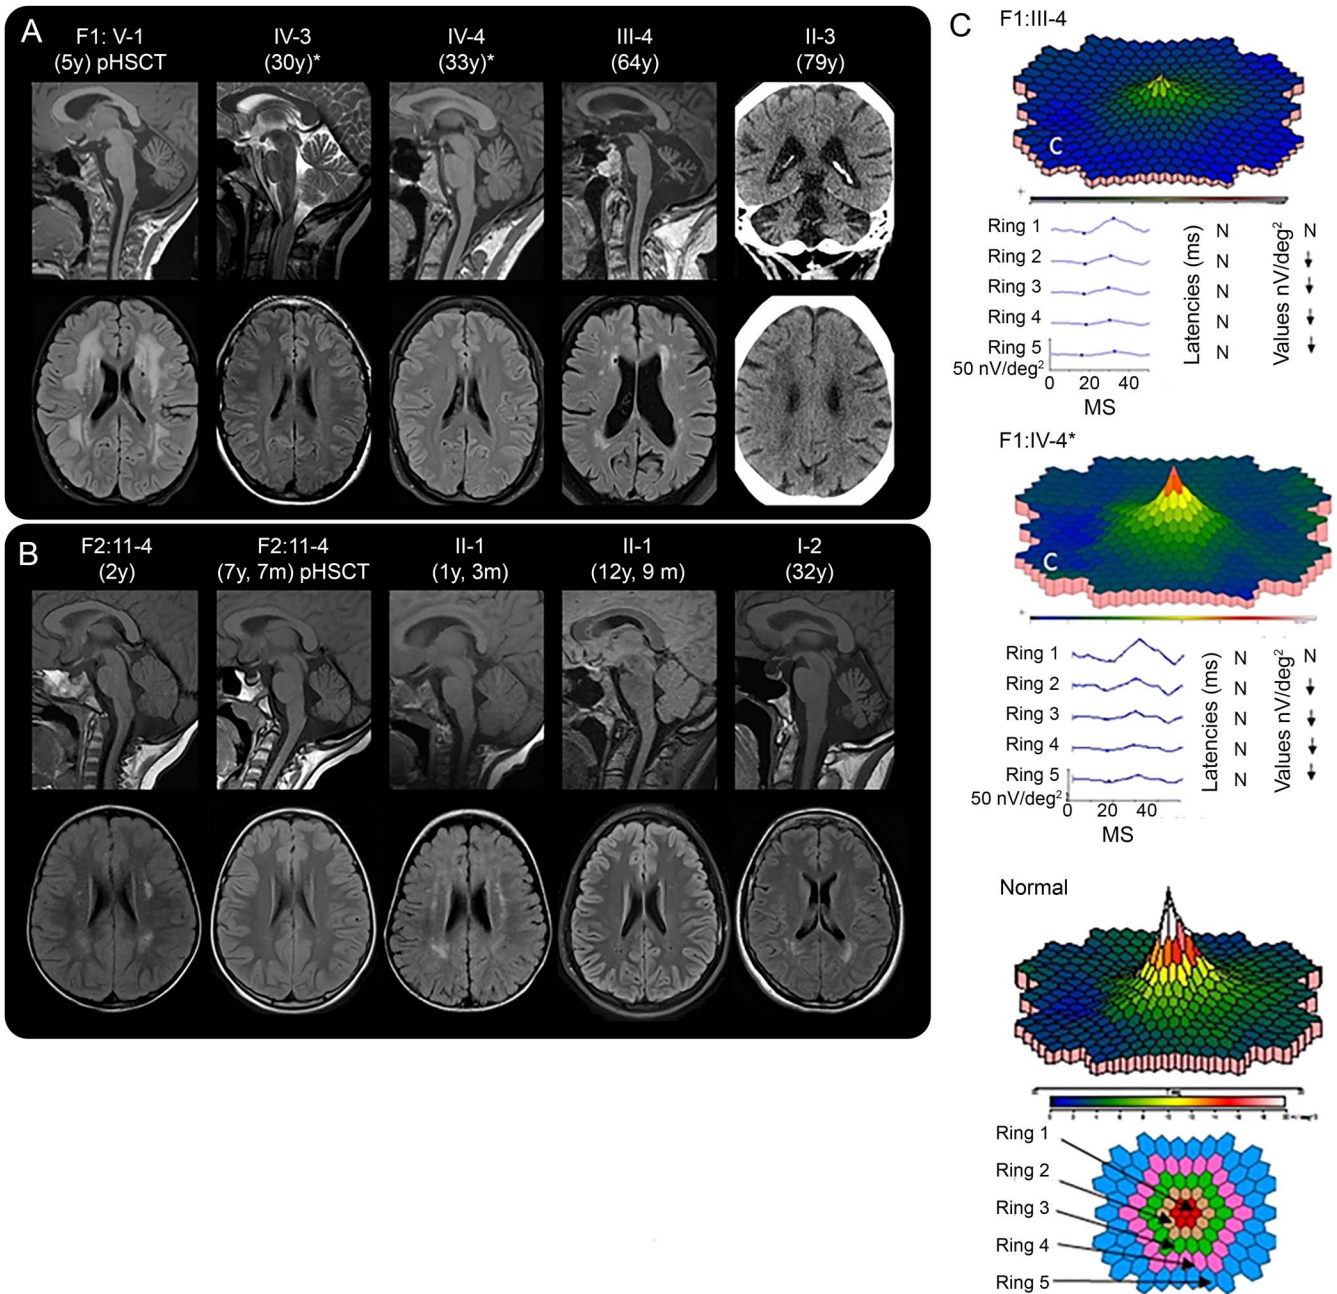 A
F1: V-1
(5y) pHSCT
IV-3
(30y)*
IV-4
(33y)*
III-4
(64y)
II-3
(79y)
B
F2:11-4
(2y)
F2:11-4
(7y, 7m) pHSCT
II-1
(1y, 3m)
II-1
(12y, 9 m)
I-2
(32y)
C
F1:III-4
C
Ring 1
Ring 2
Ring 3
Ring 4
Ring 5
50 nV/deg²
0 20 40
MS
Latencies (ms)
N
N
N
N
N
Values nV/deg²
N
↓
↓
↓
↓
F1:IV-4*
C
Ring 1
Ring 2
Ring 3
Ring 4
Ring 5
50 nV/deg²
0 20 40
MS
Latencies (ms)
N
N
N
N
N
Values nV/deg²
N
↓
↓
↓
↓
Normal
Ring 1
Ring 2
Ring 3
Ring 4
Ring 5